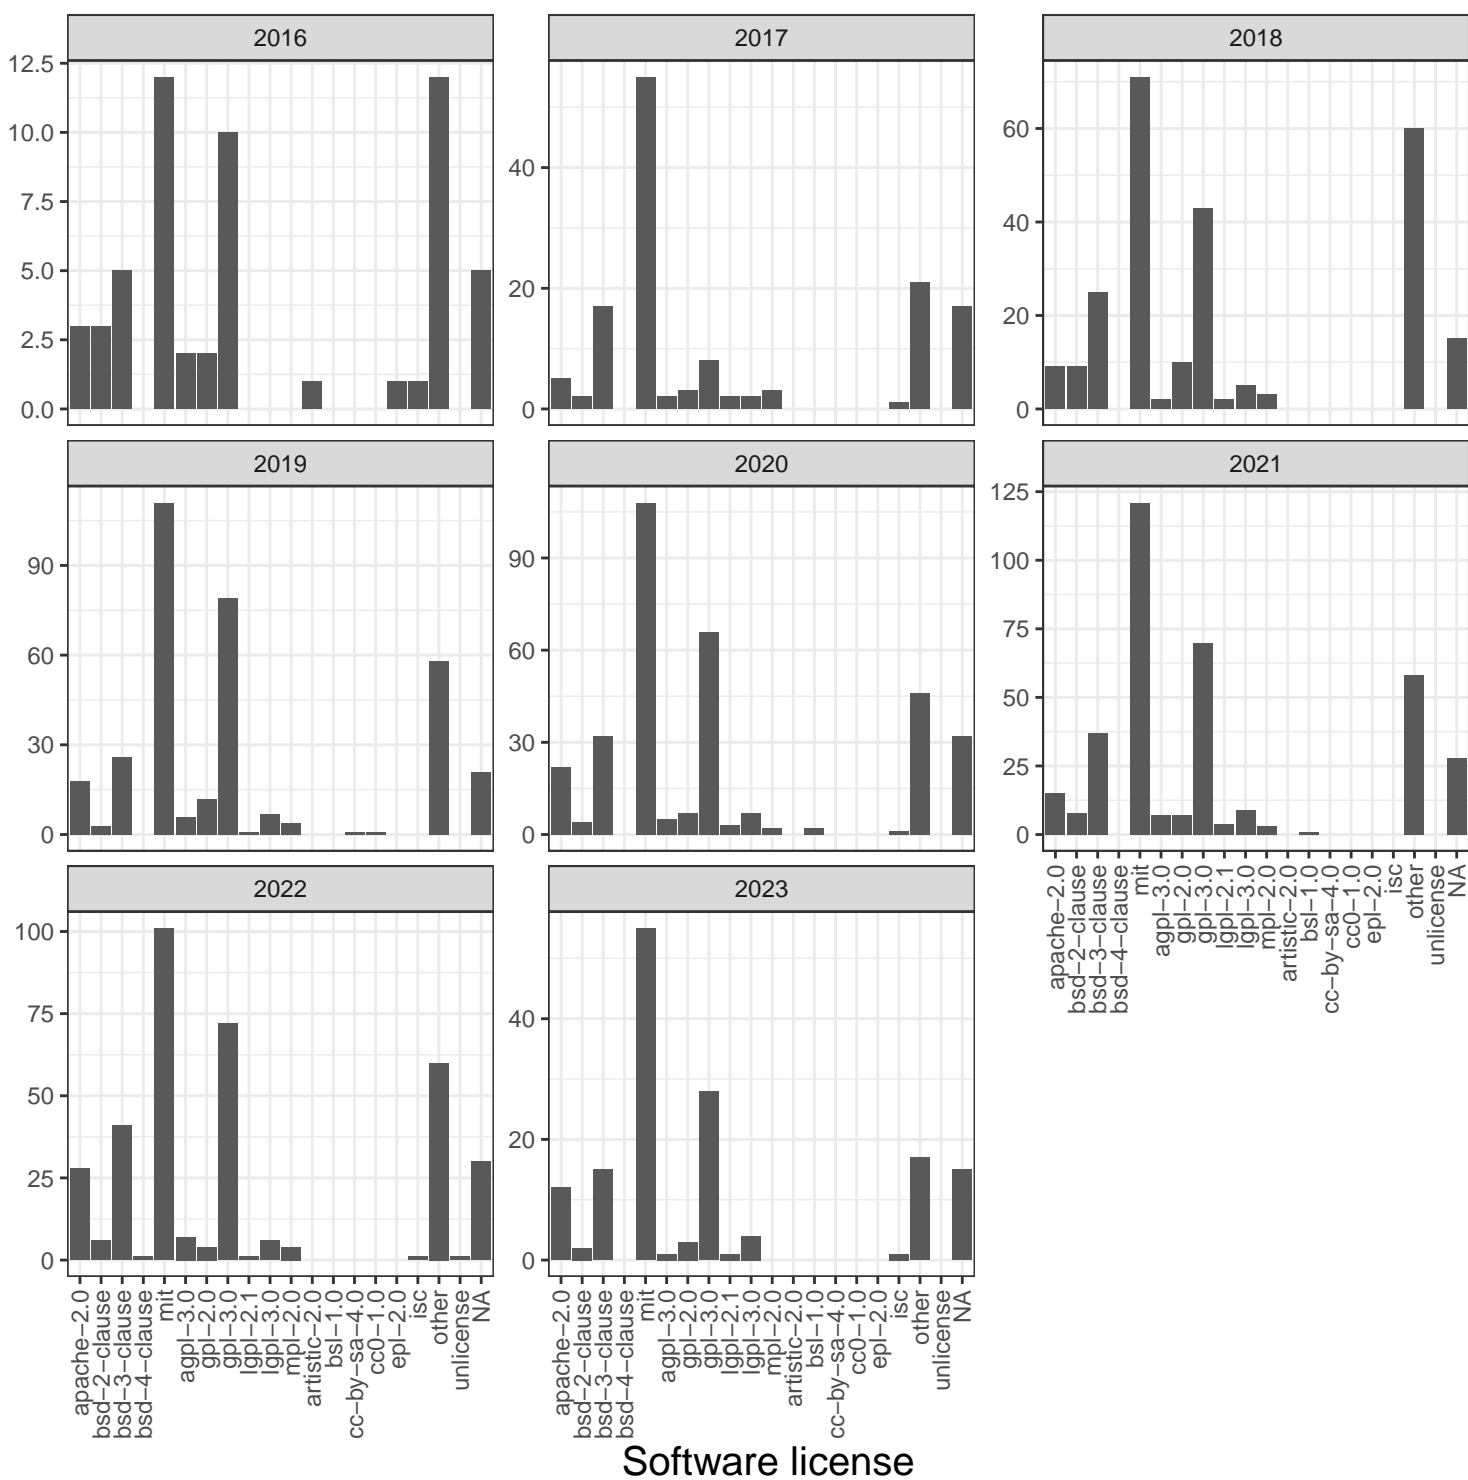 2016
12.5
10.0
7.5
5.0
2.5
0.0
2017
40
20
0
2018
60
40
20
0
2019
90
60
30
0
2020
90
60
30
0
2021
125
100
75
50
25
0
apache−2.0
bsd−2−clause
bsd−3−clause
bsd−4−clause
mit
agpl−3.0
gpl−2.0
gpl−3.0
lgpl−2.1
lgpl−3.0
mpl−2.0
artistic−2.0
bsl−1.0
cc−by−sa−4.0
cc0−1.0
epl−2.0
isc
other
unlicense
NA
2022
100
75
50
25
0
apache−2.0
bsd−2−clause
bsd−3−clause
bsd−4−clause
mit
agpl−3.0
gpl−2.0
gpl−3.0
lgpl−2.1
lgpl−3.0
mpl−2.0
artistic−2.0
bsl−1.0
cc−by−sa−4.0
cc0−1.0
epl−2.0
isc
other
unlicense
NA
2023
40
20
0
apache−2.0
bsd−2−clause
bsd−3−clause
bsd−4−clause
mit
agpl−3.0
gpl−2.0
gpl−3.0
lgpl−2.1
lgpl−3.0
mpl−2.0
artistic−2.0
bsl−1.0
cc−by−sa−4.0
cc0−1.0
epl−2.0
isc
other
unlicense
NA
Software license